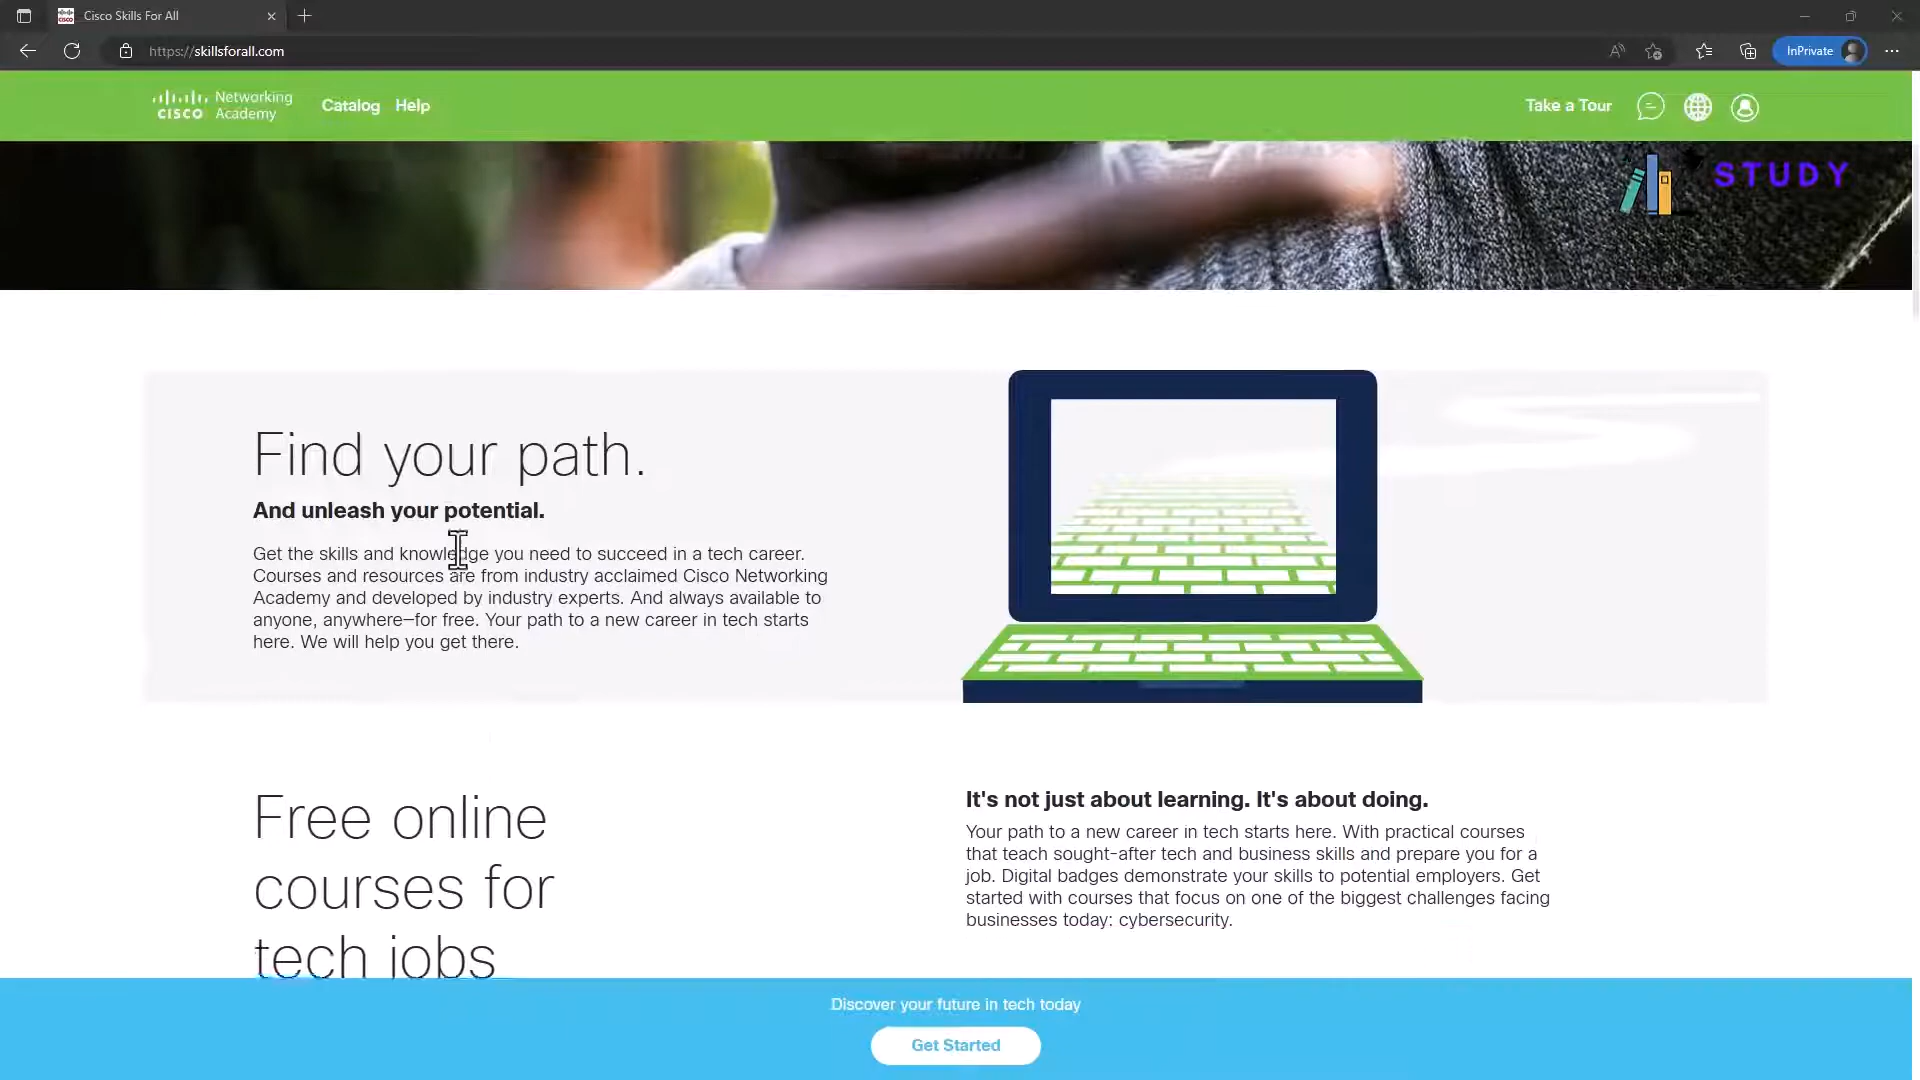 Cisco Skills For All
https://skillsforall.com
InPrivate
CISCO
Networking
Academy
Catalog
Help
Take a Tour
STUDY
Find your path.
And unleash your potential.
Get the skills and knowledge you need to succeed in a tech career.
Courses and resources are from industry acclaimed Cisco Networking
Academy and developed by industry experts. And always available to
anyone, anywhere—for free. Your path to a new career in tech starts
here. We will help you get there.
Free online
courses for
tech jobs
It's not just about learning. It's about doing.
Your path to a new career in tech starts here. With practical courses
that teach sought-after tech and business skills and prepare you for a
job. Digital badges demonstrate your skills to potential employers. Get
started with courses that focus on one of the biggest challenges facing
businesses today: cybersecurity.
Discover your future in tech today
Get Started